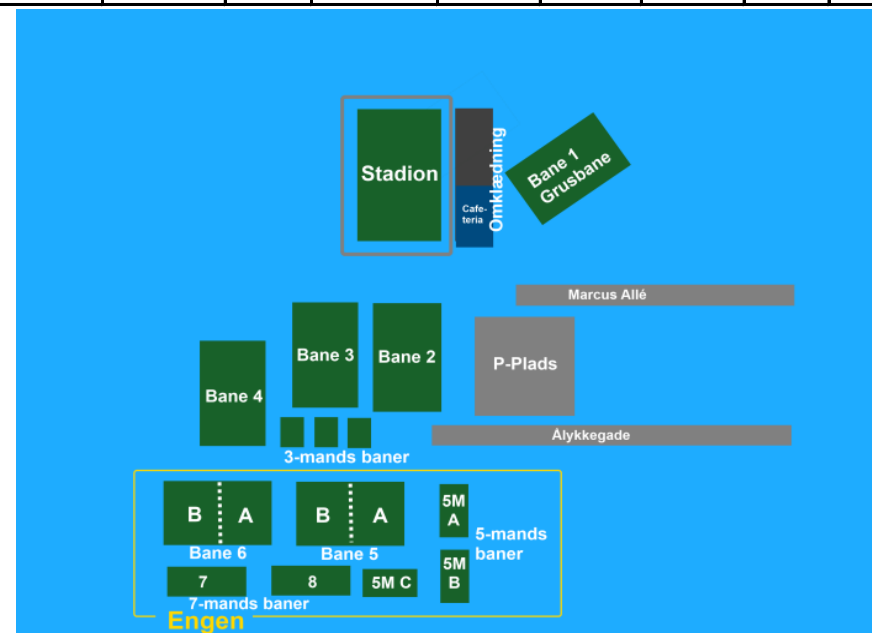 Stadion
Omklædning
Cafe-
teria
Bane 1
Grusbane
Marcus Allé
Bane 3
Bane 2
P-Plads
Bane 4
Ålykkegade
3-mands baner
B A
B A
5M
A
5-mands
baner
Bane 6
Bane 5
5M
B
7
8
5M C
7-mands baner
Engen